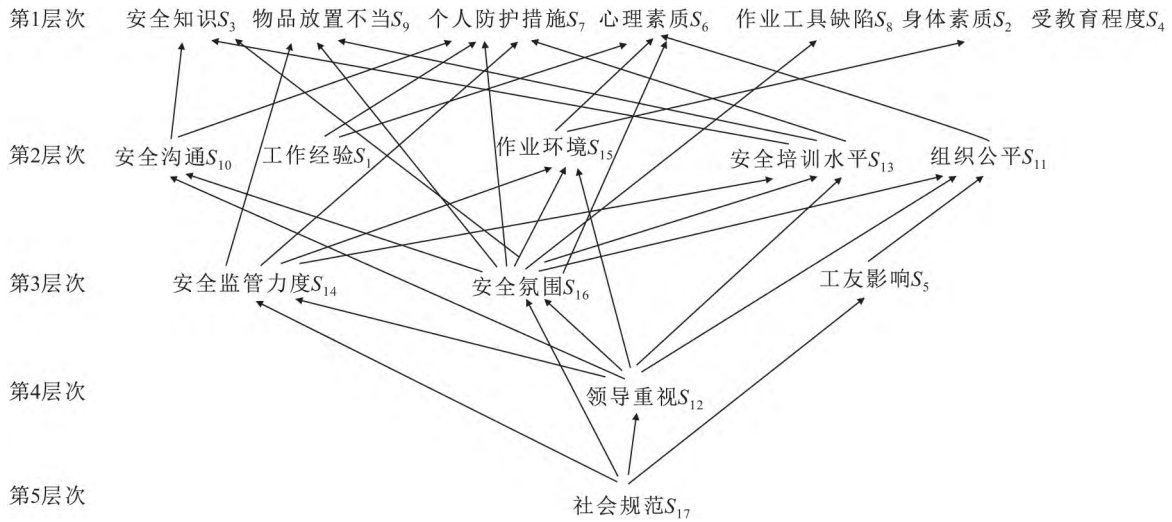 第1层次 安全知识S3 物品放置不当S9 个人防护措施S7 心理素质S6 作业工具缺陷S8 身体素质S2 受教育程度S4
第2层次 安全沟通S10 工作经验S1 作业环境S15 安全培训水平S13 组织公平S11
第3层次 安全监管力度S14 安全氛围S16 工友影响S5
第4层次 领导重视S12
第5层次 社会规范S17